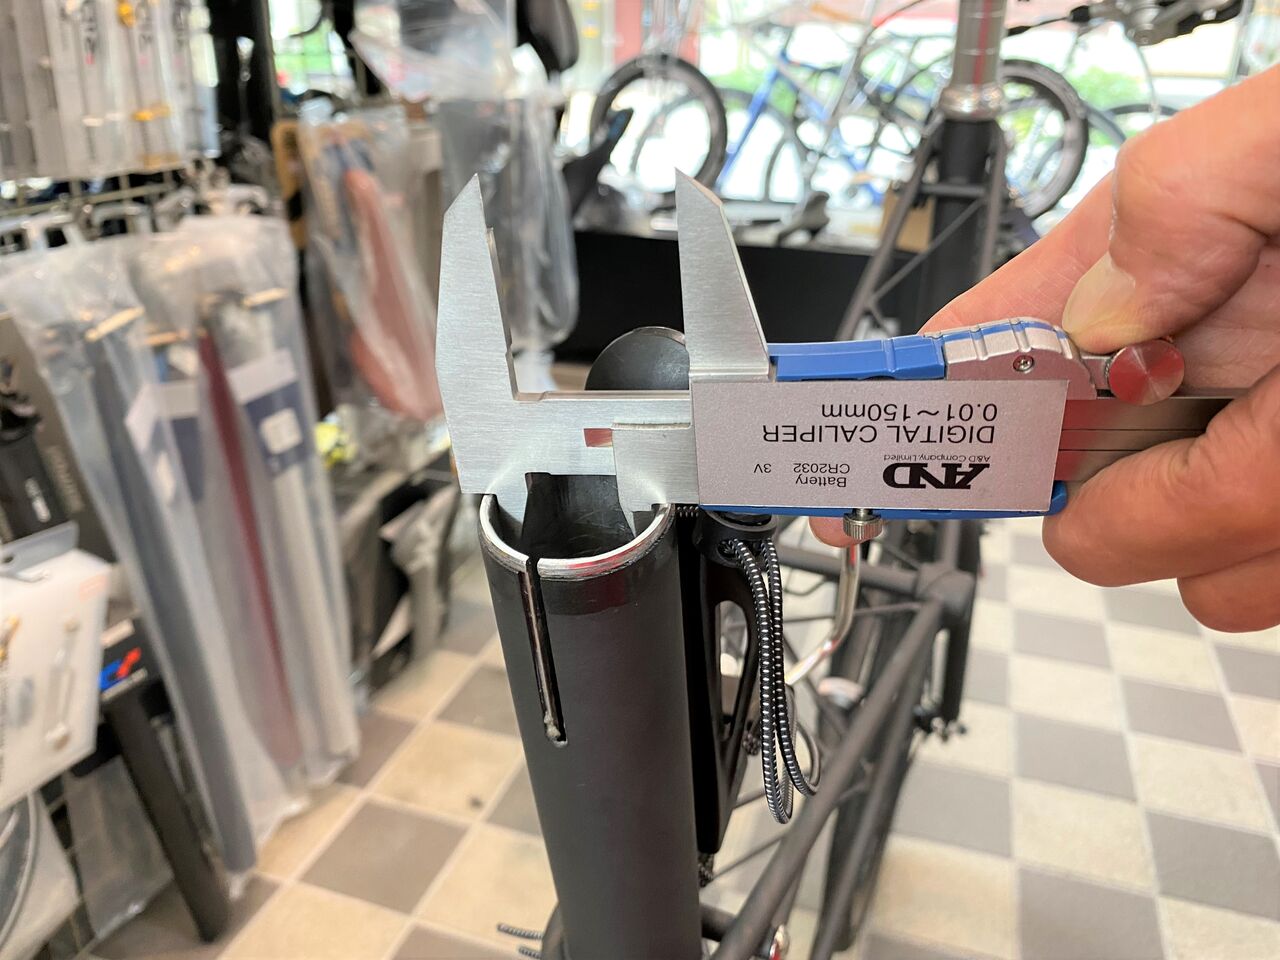 AND
A&D Company, Limited
DIGITAL CALIPER
0.01～150mm
Battery
CR2032 3V